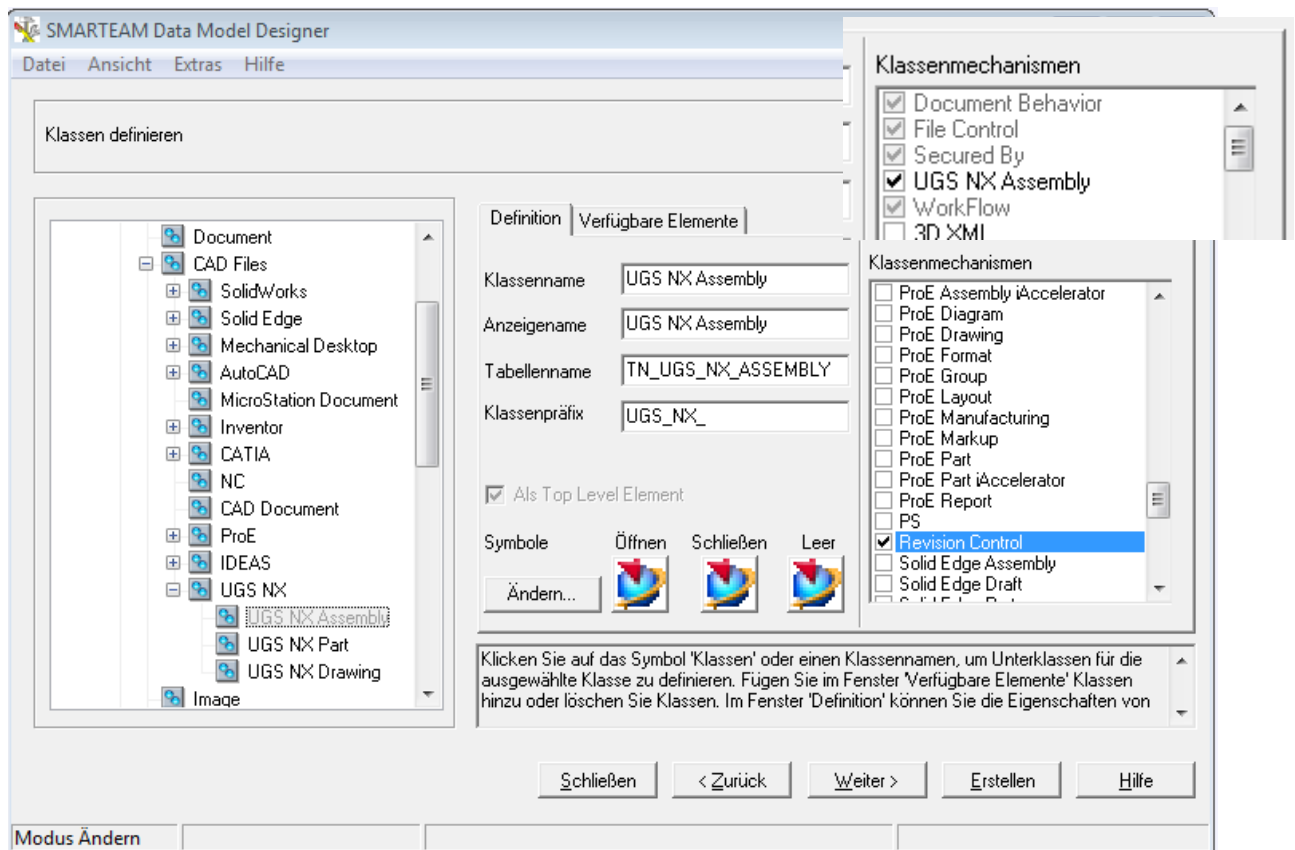 SMARTEAM Data Model Designer
Datei Ansicht Extras Hilfe
Klassen definieren
Klassenmechanismen
Document Behavior
File Control
Secured By
UGS NX Assembly
WorkFlow
3D XML
Document
CAD Files
SolidWorks
Solid Edge
Mechanical Desktop
AutoCAD
MicroStation Document
Inventor
CATIA
NC
CAD Document
ProE
IDEAS
UGS NX
UGS NX Assembly
UGS NX Part
UGS NX Drawing
Image
Definition Verfügbare Elemente
Klassenname UGS NX Assembly
Anzeigename UGS NX Assembly
Tabellenname TN_UGS_NX_ASSEMBLY
Klassenpräfix UGS_NX_
Als Top Level Element
Symbole Öffnen Schließen Leer
Ändern...
Klassenmechanismen
ProE Assembly iAccelerator
ProE Diagram
ProE Drawing
ProE Format
ProE Group
ProE Layout
ProE Manufacturing
ProE Markup
ProE Part
ProE Part iAccelerator
ProE Report
PS
Revision Control
Solid Edge Assembly
Solid Edge Draft
Klicken Sie auf das Symbol 'Klassen' oder einen Klassennamen, um Unterklassen für die
ausgewählte Klasse zu definieren. Fügen Sie im Fenster 'Verfügbare Elemente' Klassen
hinzu oder löschen Sie Klassen. Im Fenster 'Definition' können Sie die Eigenschaften von
Schließen < Zurück Weiter > Erstellen Hilfe
Modus Ändern